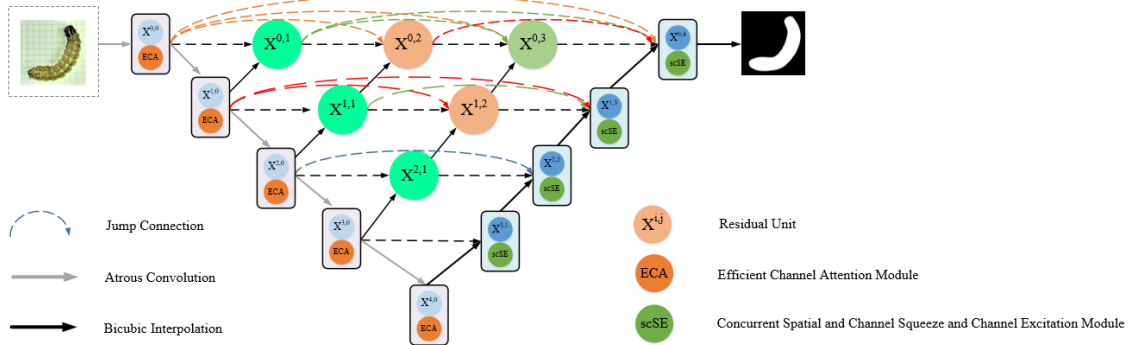 X0,0 X0,1 X0,2 X0,3 X0,4
ECA scSE
X1,0 X1,1 X1,2 X1,3
ECA scSE
X2,0 X2,1 X2,2
ECA scSE
X3,0 X3,1
ECA scSE
X4,0
ECA
Jump Connection
Atrous Convolution
Bicubic Interpolation
Xi,j Residual Unit
ECA Efficient Channel Attention Module
scSE Concurrent Spatial and Channel Squeeze and Channel Excitation Module